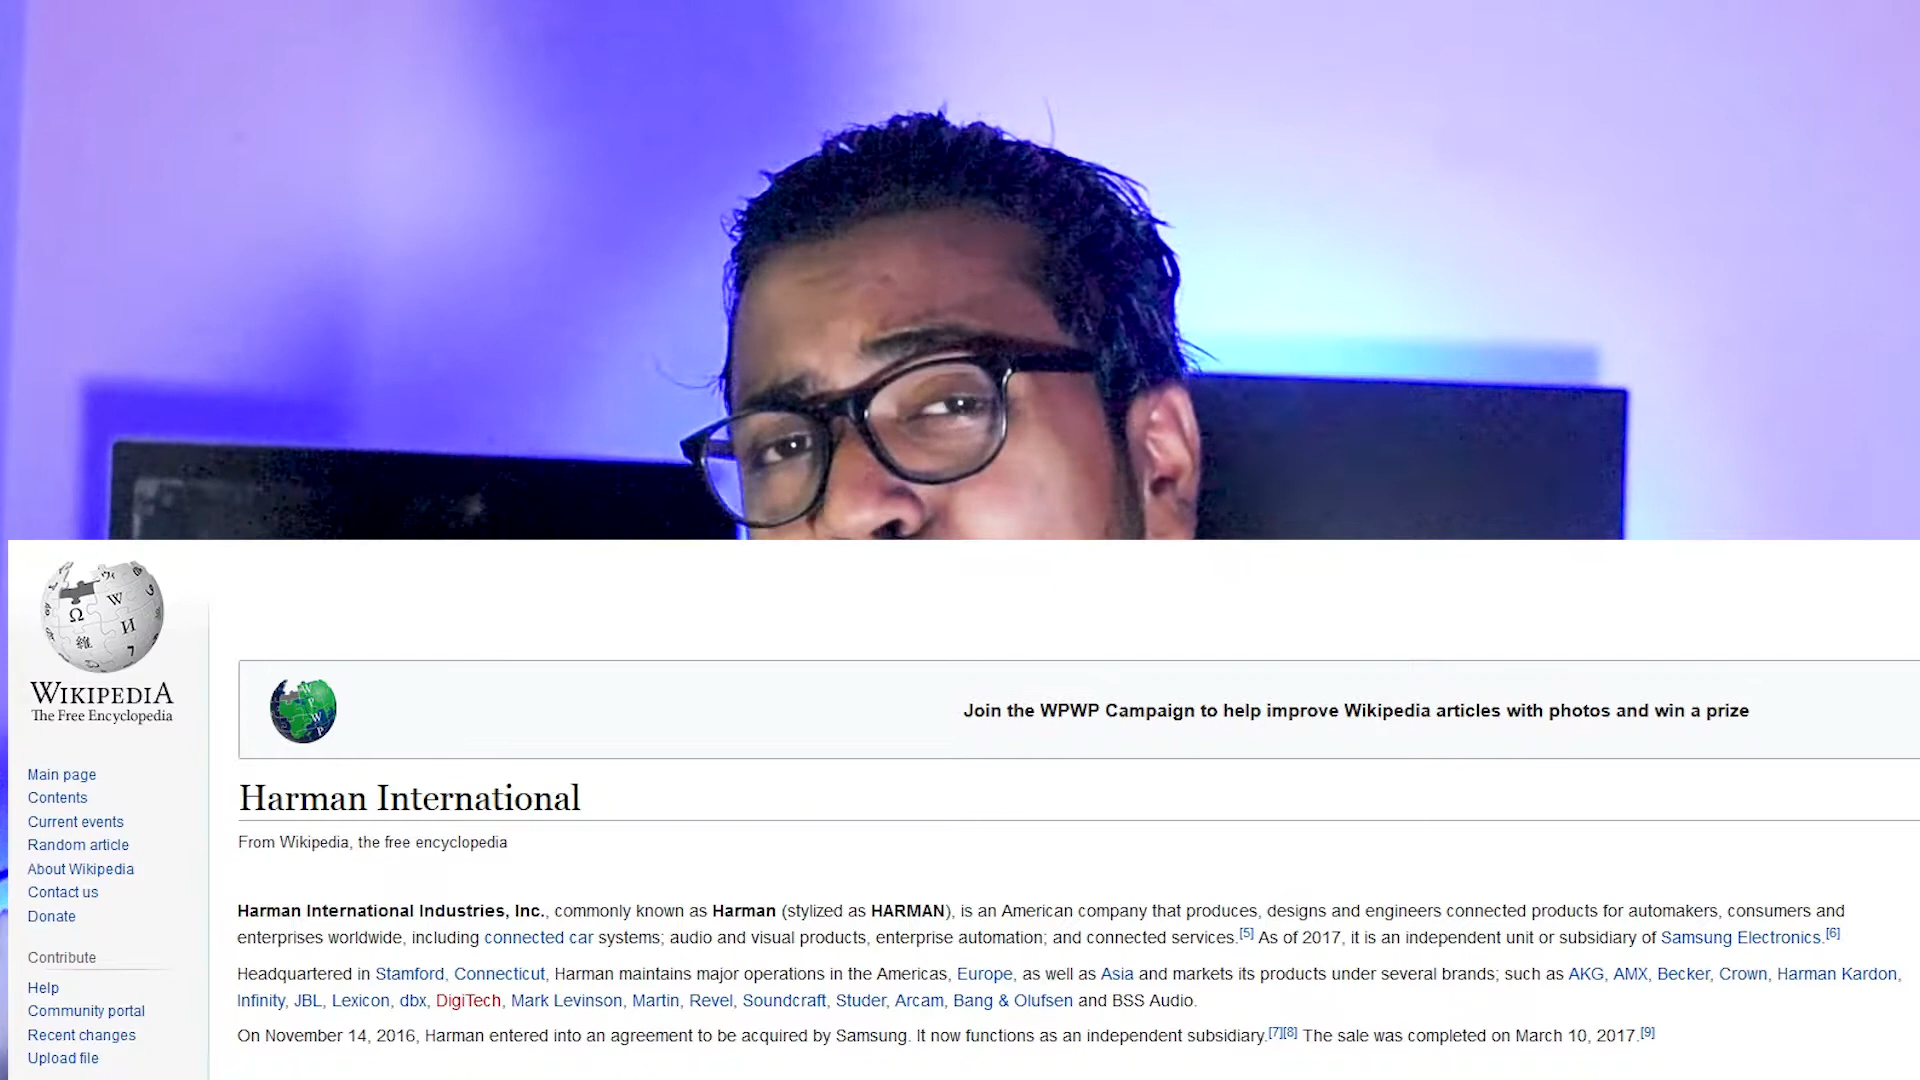 WIKIPEDIA
The Free Encyclopedia
Main page
Contents
Current events
Random article
About Wikipedia
Contact us
Donate
Contribute
Help
Community portal
Recent changes
Upload file
Join the WPWP Campaign to help improve Wikipedia articles with photos and win a prize
Harman International
From Wikipedia, the free encyclopedia
Harman International Industries, Inc., commonly known as Harman (stylized as HARMAN), is an American company that produces, designs and engineers connected products for automakers, consumers and
enterprises worldwide, including connected car systems; audio and visual products, enterprise automation; and connected services.[5] As of 2017, it is an independent unit or subsidiary of Samsung Electronics.[6]
Headquartered in Stamford, Connecticut, Harman maintains major operations in the Americas, Europe, as well as Asia and markets its products under several brands; such as AKG, AMX, Becker, Crown, Harman Kardon,
Infinity, JBL, Lexicon, dbx, DigiTech, Mark Levinson, Martin, Revel, Soundcraft, Studer, Arcam, Bang & Olufsen and BSS Audio.
On November 14, 2016, Harman entered into an agreement to be acquired by Samsung. It now functions as an independent subsidiary.[7][8] The sale was completed on March 10, 2017.[9]